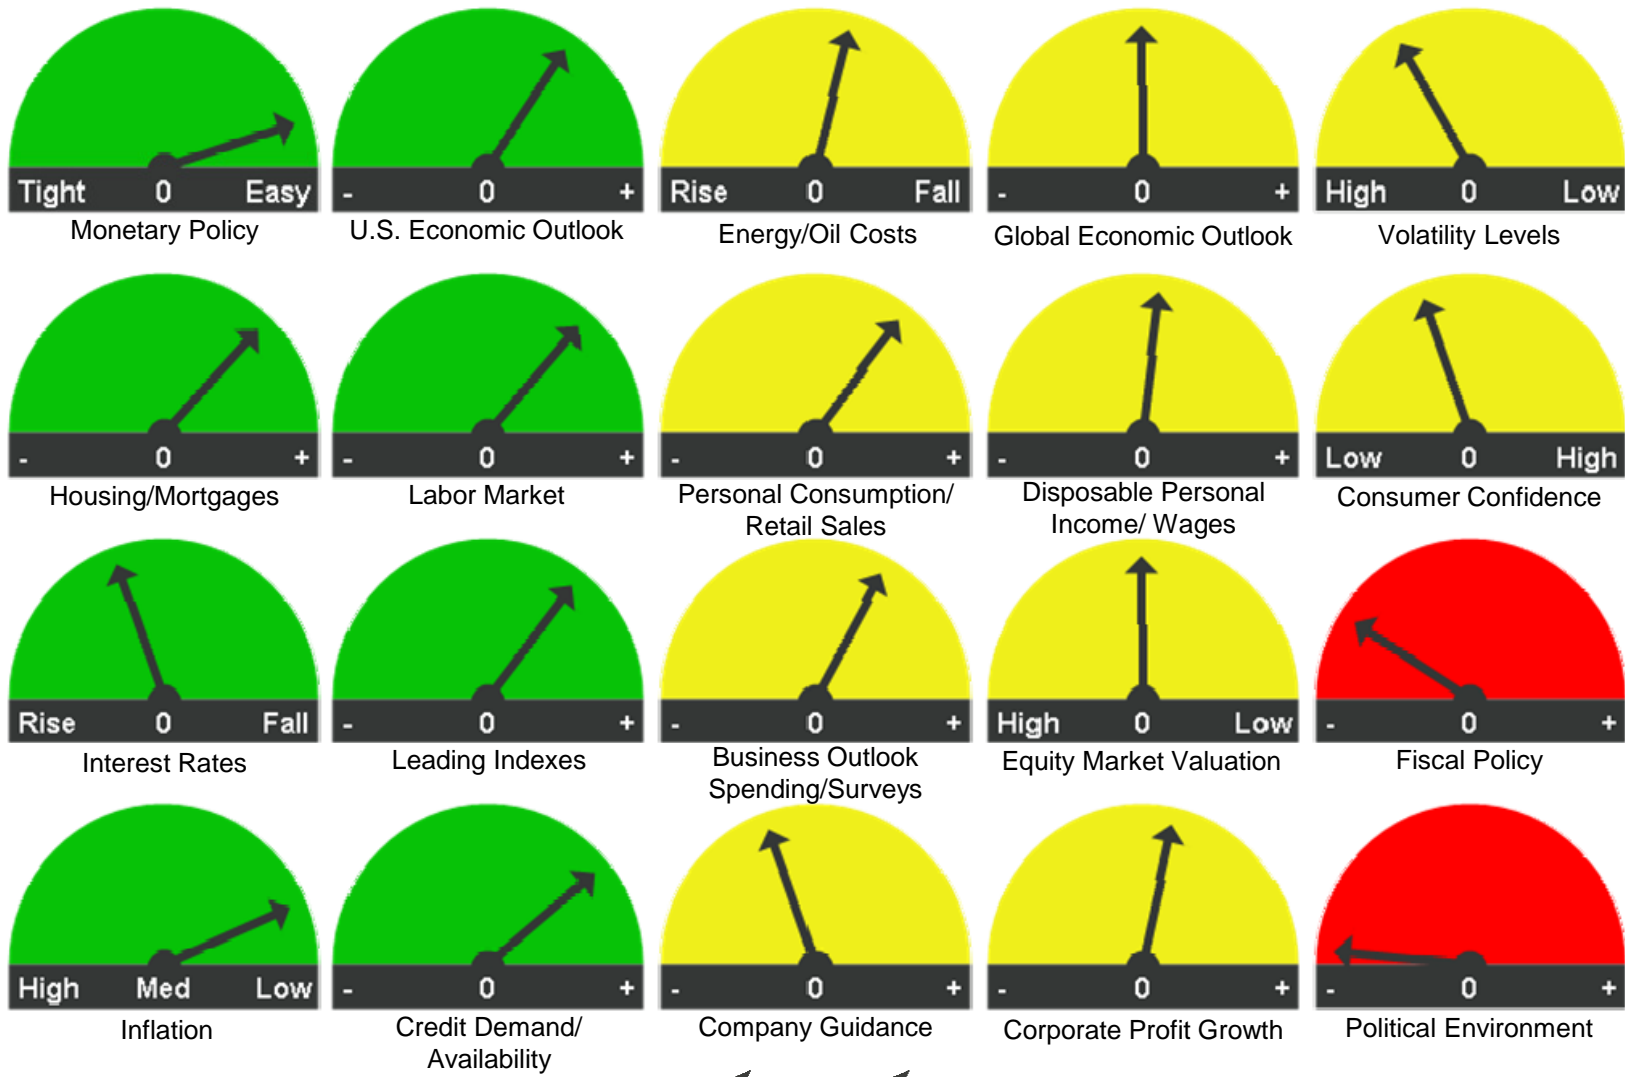 Tight 0 Easy
- 0 +
Rise 0 Fall
- 0 +
High 0 Low
Monetary Policy
U.S. Economic Outlook
Energy/Oil Costs
Global Economic Outlook
Volatility Levels
- 0 +
- 0 +
- 0 +
- 0 +
Low 0 High
Housing/Mortgages
Labor Market
Personal Consumption/
Retail Sales
Disposable Personal
Income/ Wages
Consumer Confidence
Rise 0 Fall
- 0 +
- 0 +
High 0 Low
- 0 +
Interest Rates
Leading Indexes
Business Outlook
Spending/Surveys
Equity Market Valuation
Fiscal Policy
High Med Low
- 0 +
- 0 +
- 0 +
- 0 +
Inflation
Credit Demand/
Availability
Company Guidance
Corporate Profit Growth
Political Environment